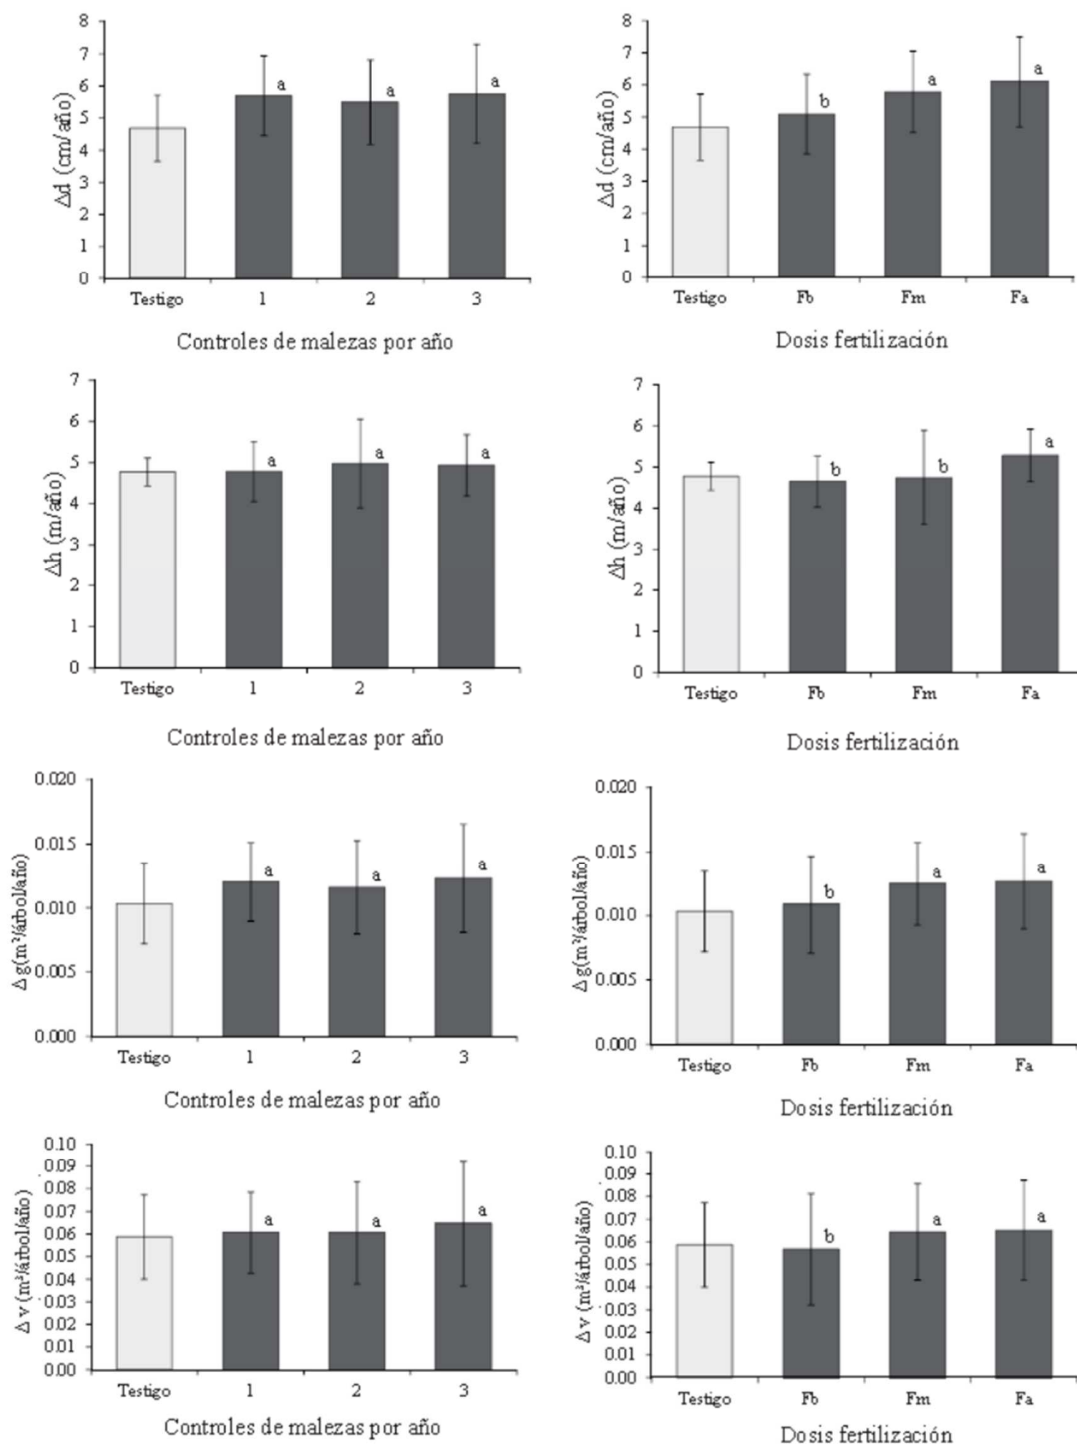 8
7
6
5
4
3
2
1
0
Δd (cm/año)
a
a
a
Testigo 1 2 3
Controles de malezas por año
8
7
6
5
4
3
2
1
0
Δd (cm/año)
b
a
a
Testigo Fb Fm Fa
Dosis fertilización
7
6
5
4
3
2
1
0
Δh (m/año)
a
a
a
Testigo 1 2 3
Controles de malezas por año
7
6
5
4
3
2
1
0
Δh (m/año)
b
b
a
Testigo Fb Fm Fa
Dosis fertilización
0.020
0.015
0.010
0.005
0.000
Δg(m²/árbol/año)
a
a
a
Testigo 1 2 3
Controles de malezas por año
0.020
0.015
0.010
0.005
0.000
Δg(m²/árbol/año)
b
a
a
Testigo Fb Fm Fa
Dosis fertilización
0.10
0.09
0.08
0.07
0.06
0.05
0.04
0.03
0.02
0.01
0.00
Δv (m³/árbol/año)
a
a
a
Testigo 1 2 3
Controles de malezas por año
0.10
0.09
0.08
0.07
0.06
0.05
0.04
0.03
0.02
0.01
0.00
Δv (m³/árbol/año)
b
a
a
Testigo Fb Fm Fa
Dosis fertilización